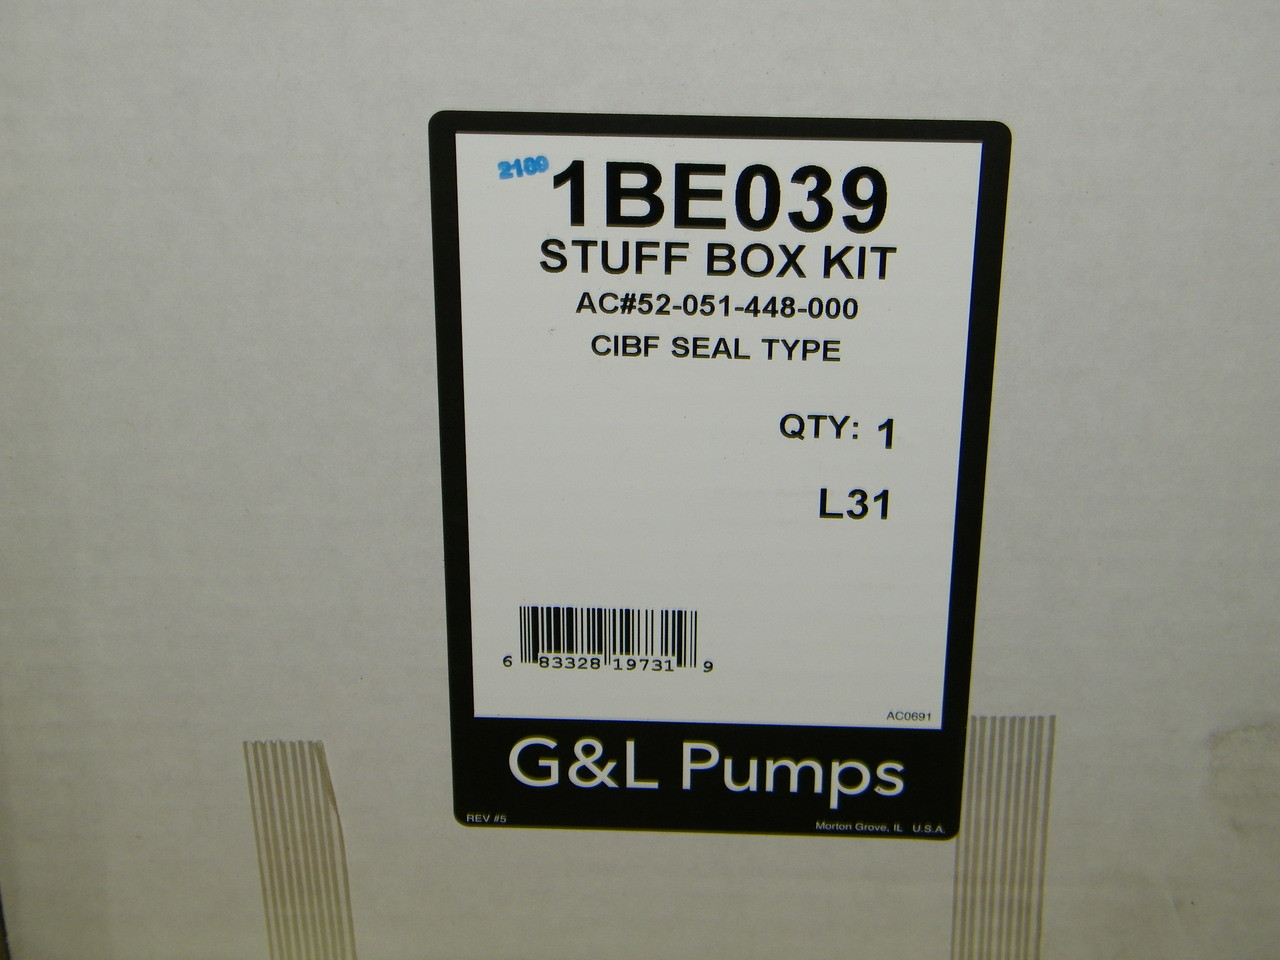 2180
1BE039
STUFF BOX KIT
AC#52-051-448-000
CIBF SEAL TYPE
QTY: 1
L31
6 83328 19731 9
AC0691
G&L Pumps
REV #5
Morton Grove, IL U.S.A.